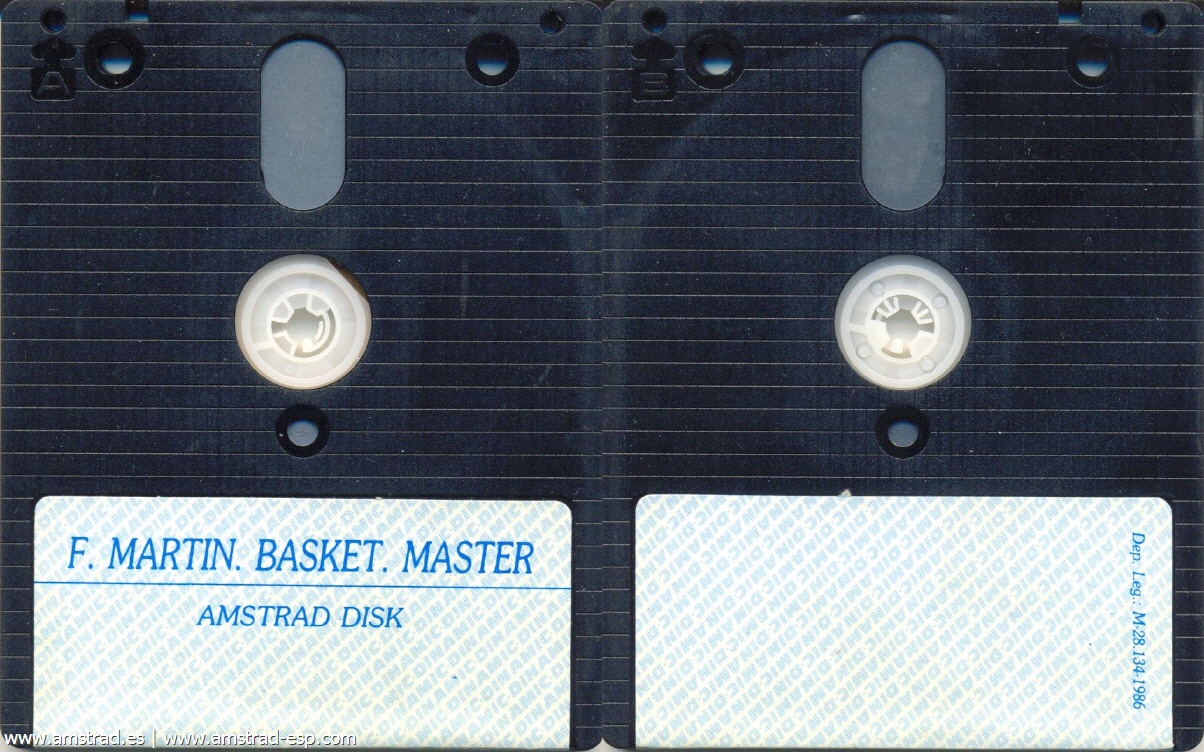 A
B
F. MARTIN. BASKET. MASTER
AMSTRAD DISK
Dep. Leg.: M-28.134-1986
www.amstrad.es | www.amstrad-esp.com